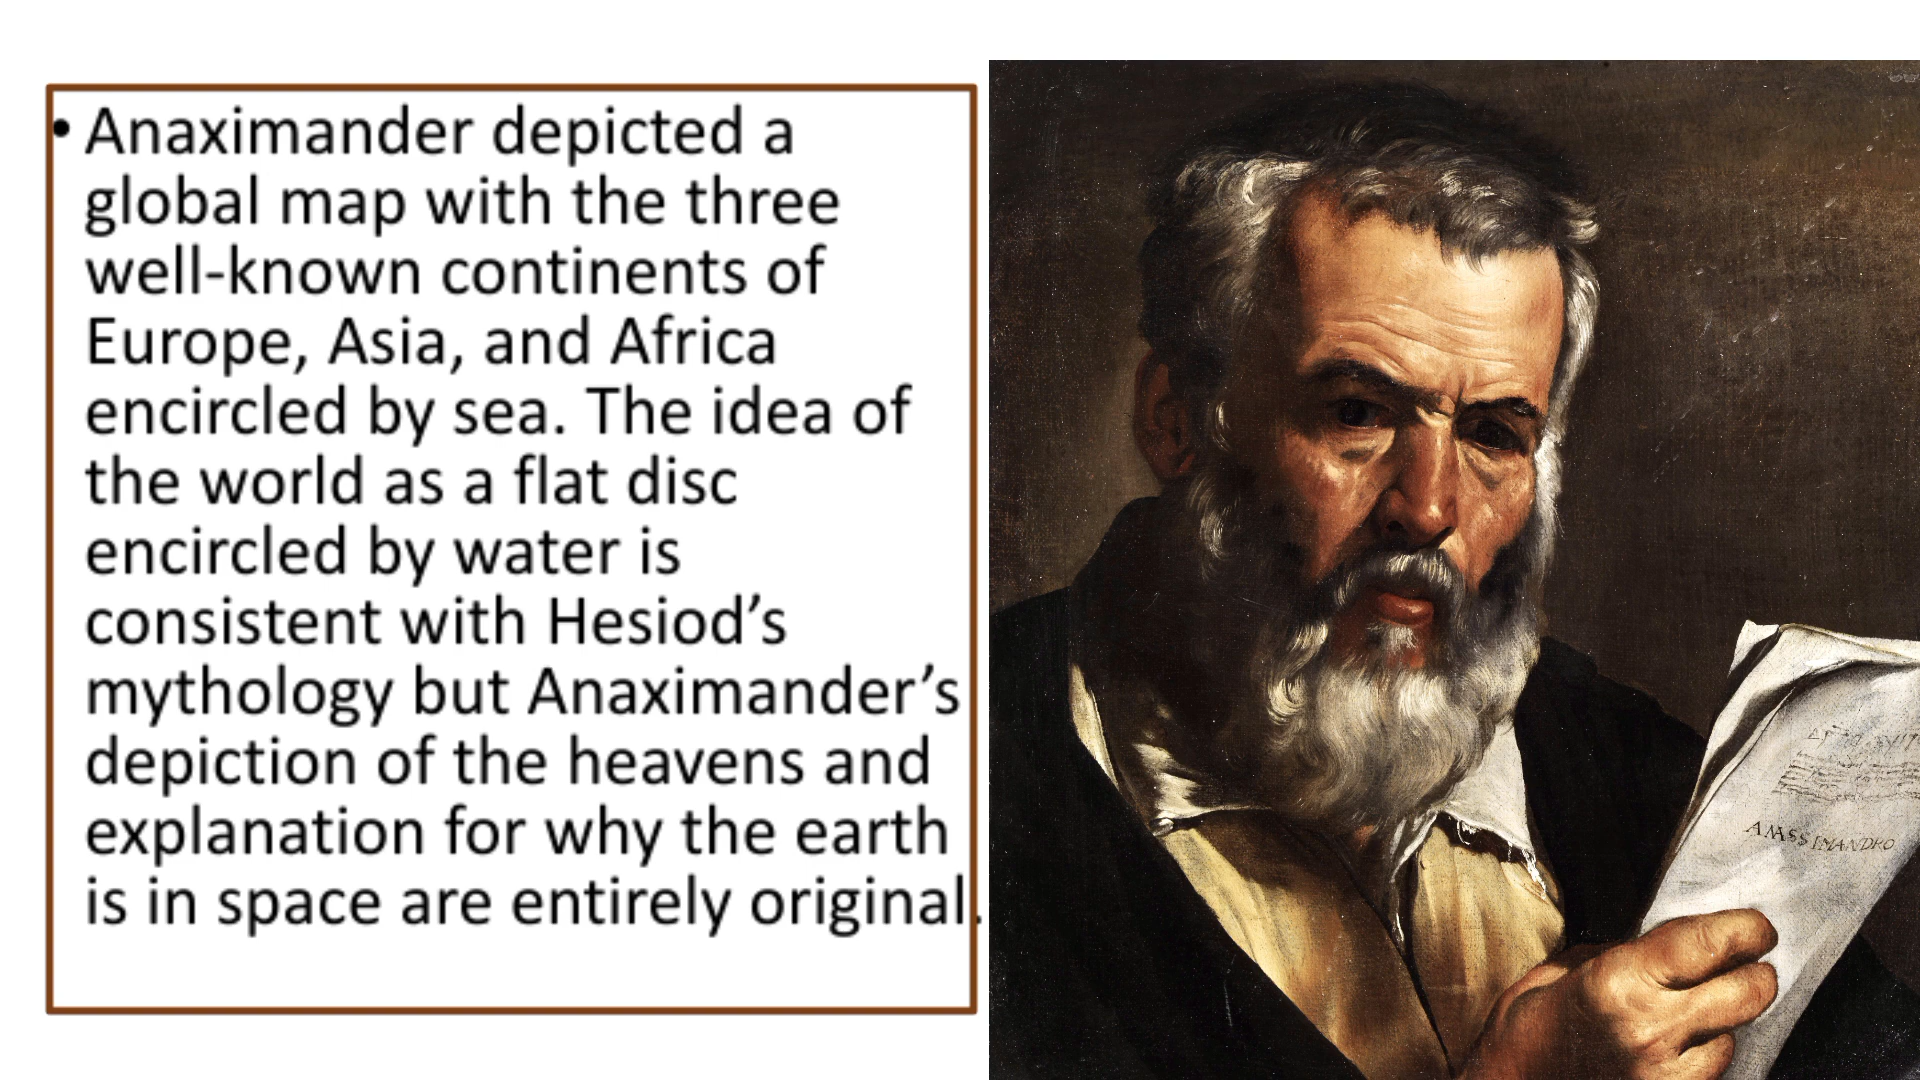 • Anaximander depicted a
global map with the three
well-known continents of
Europe, Asia, and Africa
encircled by sea. The idea of
the world as a flat disc
encircled by water is
consistent with Hesiod’s
mythology but Anaximander’s
depiction of the heavens and
explanation for why the earth
is in space are entirely original.
ANASSIMANDRO